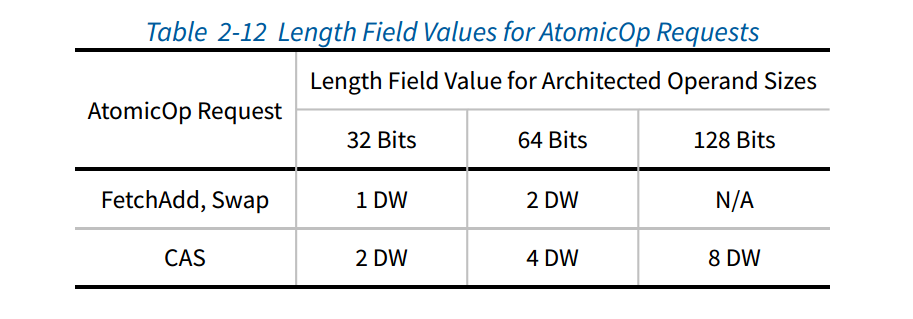 Table 2-12 Length Field Values for AtomicOp Requests
AtomicOp Request
Length Field Value for Architected Operand Sizes
32 Bits 64 Bits 128 Bits
FetchAdd, Swap 1 DW 2 DW N/A
CAS 2 DW 4 DW 8 DW